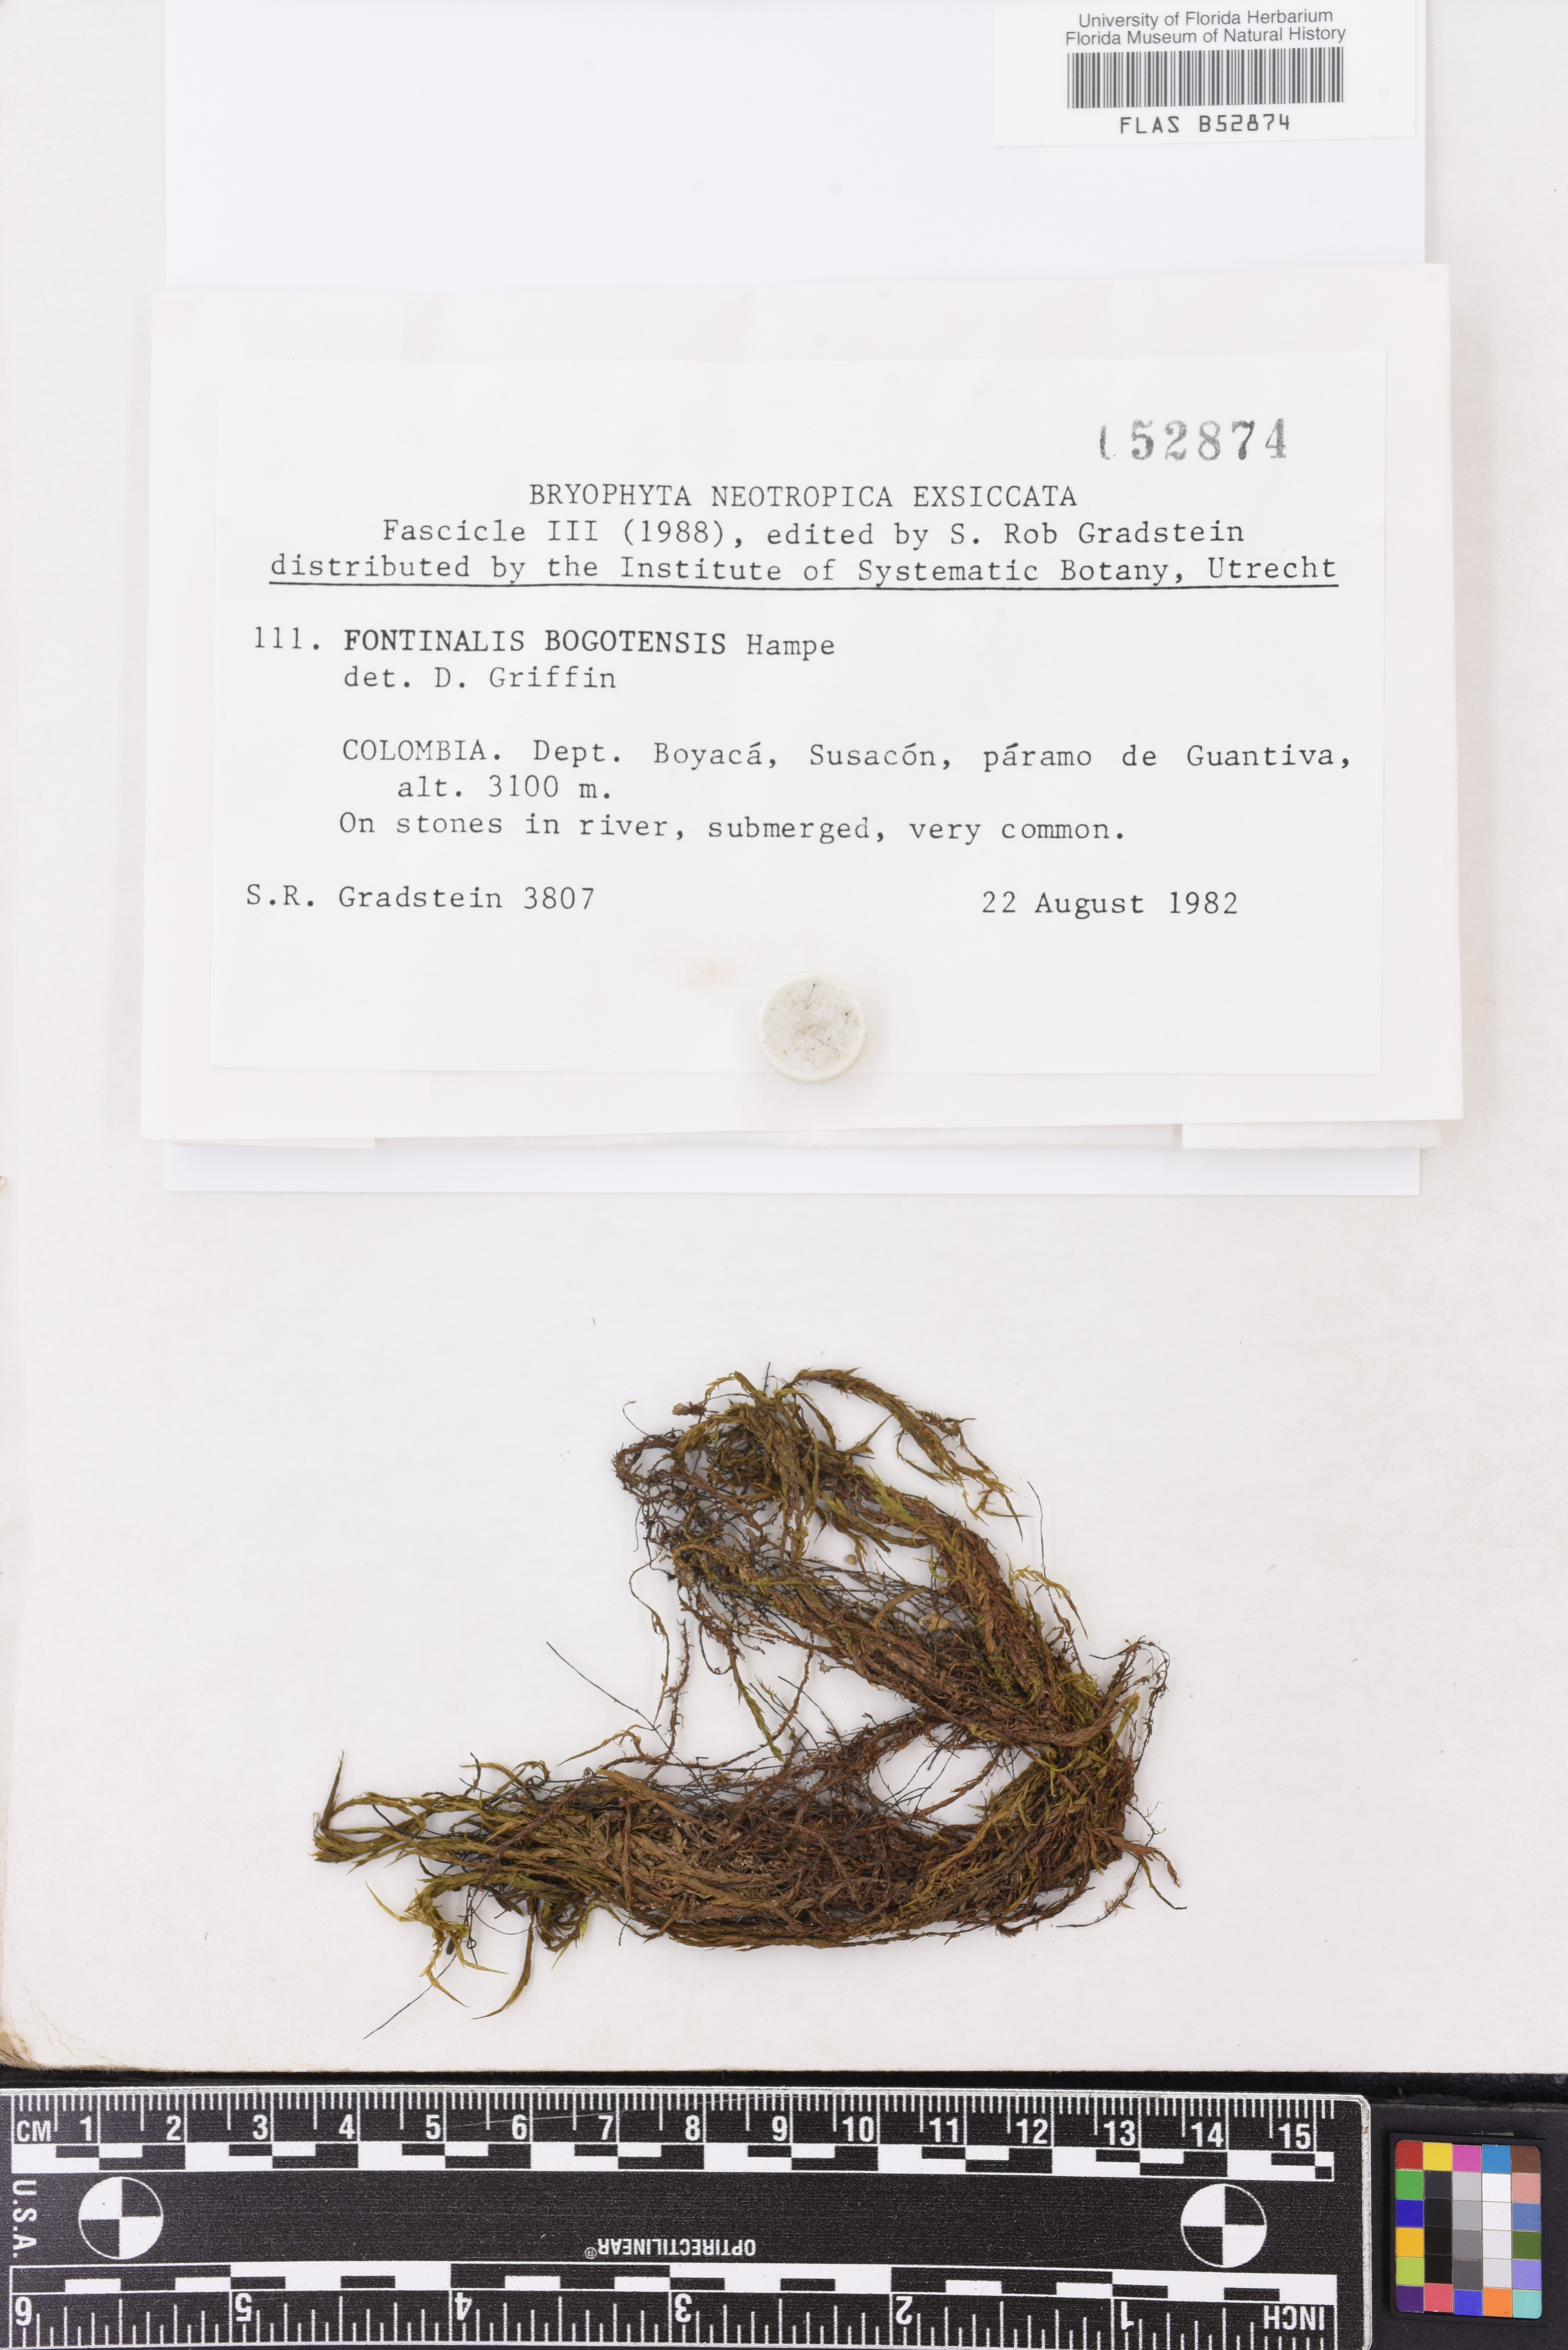 University of Florida Herbarium
Florida Museum of Natural History
FLAS B52874
052874
BRYOPHYTA NEOTROPICA EXSICCATA
Fascicle III (1988), edited by S. Rob Gradstein
distributed by the Institute of Systematic Botany, Utrecht
111. FONTINALIS BOGOTENSIS Hampe
det. D. Griffin
COLOMBIA. Dept. Boyacá, Susacón, páramo de Guantiva,
alt. 3100 m.
On stones in river, submerged, very common.
S.R. Gradstein 3807 22 August 1982
CM 1 2 3 4 5 6 7 8 9 10 11 12 13 14 15
U.S.A.
OPTIRECTILINEAR®
6 5 4 3 2 1 INCH